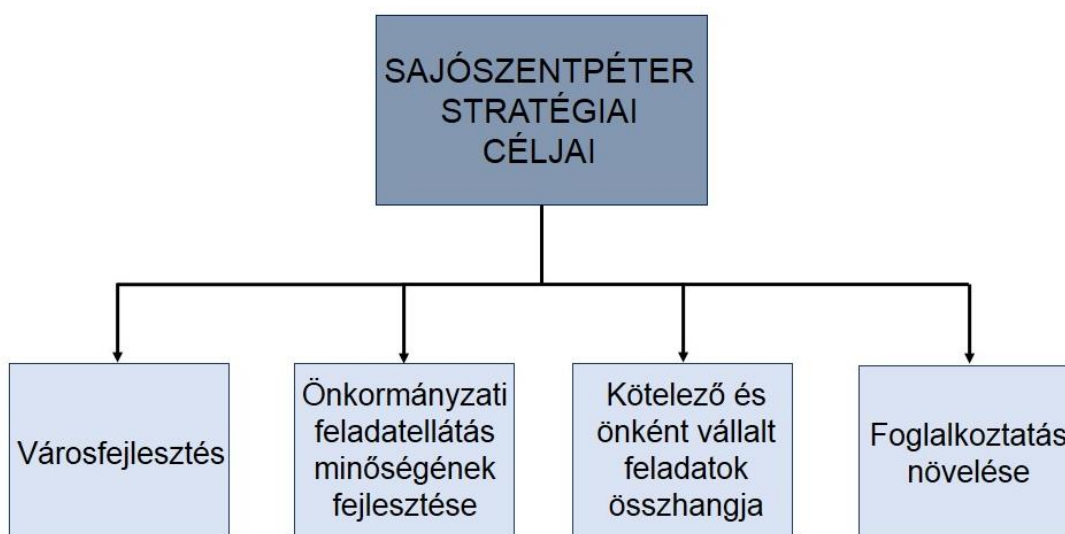 SAJÓSZENTPÉTER
STRATÉGIAI
CÉLJAI
Városfejlesztés
Önkormányzati
feladatellátás
minőségének
fejlesztése
Kötelező és
önként vállalt
feladatok
összhangja
Foglalkoztatás
növelése